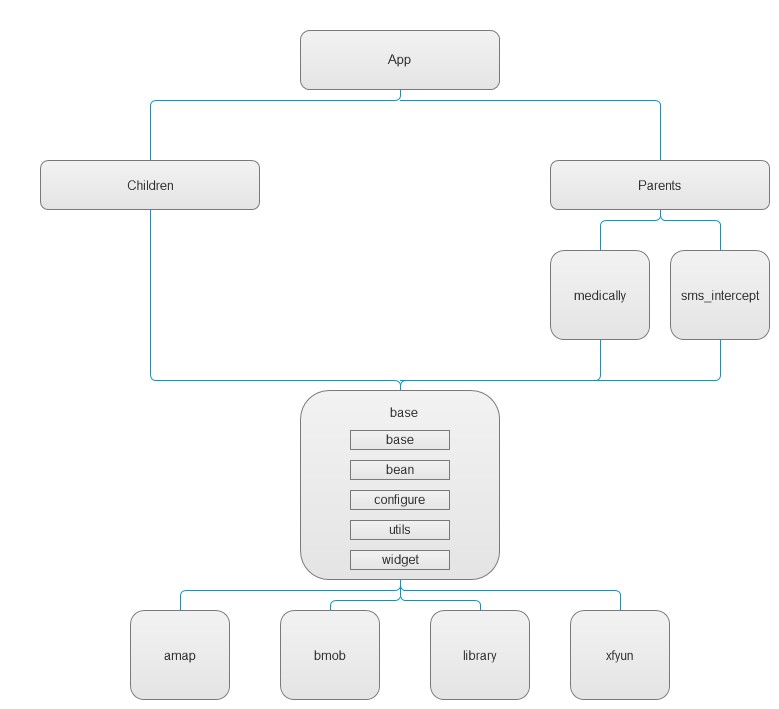 App
Children
Parents
medically
sms_intercept
base
base
bean
configure
utils
widget
amap
bmob
library
xfyun